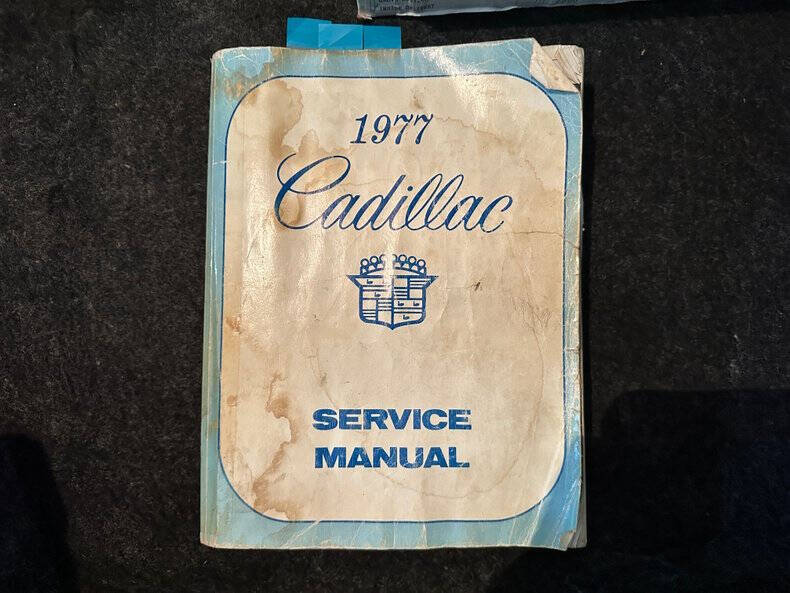 1977
Cadillac
SERVICE
MANUAL